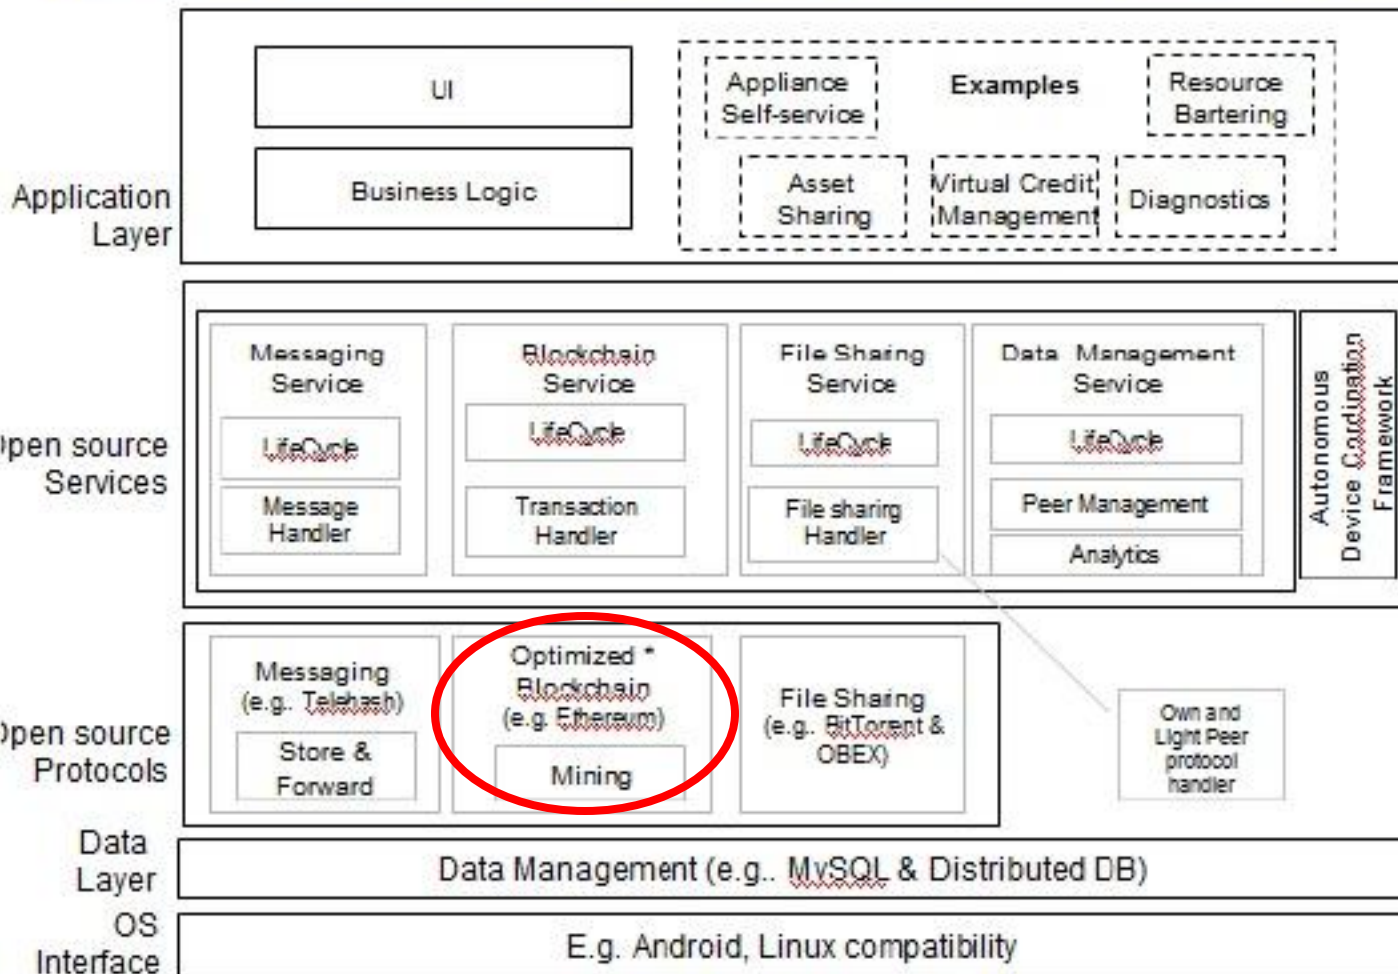 UI
Business Logic
Application
Layer
Appliance
Self-service
Examples
Resource
Bartering
Asset
Sharing
Virtual Credit
Management
Diagnostics
Open source
Services
Messaging
Service
LifeCycle
Message
Handler
Blockchain
Service
LifeCycle
Transaction
Handler
File Sharing
Service
LifeCycle
File sharing
Handler
Data Management
Service
LifeCycle
Peer Management
Analytics
Autonomous
Device Cordination
Framework
Open source
Protocols
Messaging
(e.g.. Telehash)
Store &
Forward
Optimized *
Blockchain
(e.g. Ethereum)
Mining
File Sharing
(e.g.. BitTorent &
OBEX)
Own and
Light Peer
protocol
handler
Data
Layer
Data Management (e.g.. MySQL & Distributed DB)
OS
Interface
E.g. Android, Linux compatibility